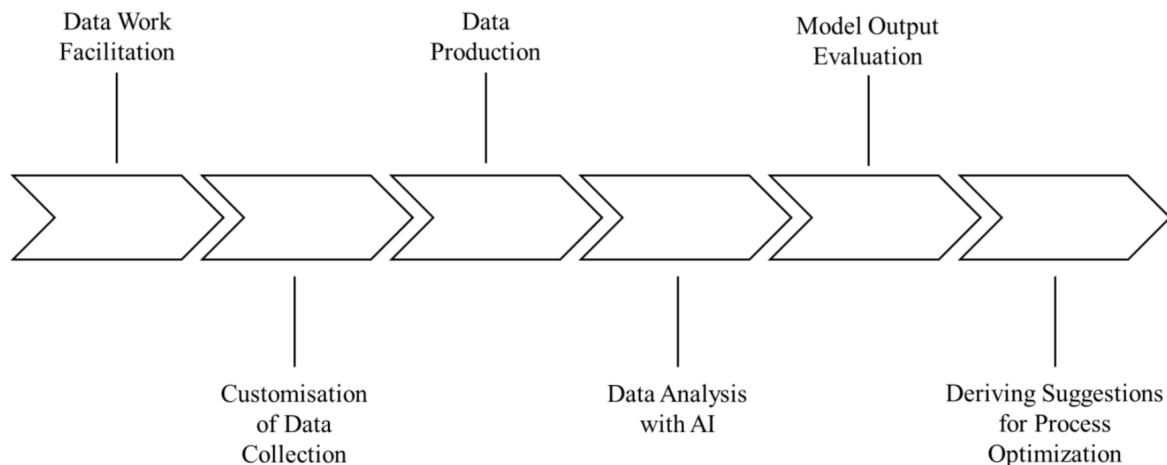 Data Work
Facilitation
Customisation
of Data
Collection
Data
Production
Data Analysis
with AI
Model Output
Evaluation
Deriving Suggestions
for Process
Optimization